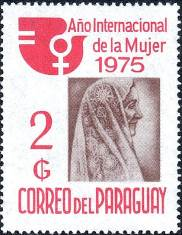 Año Internacional
de la Mujer
1975
2
₲
CORREO DEL PARAGUAY